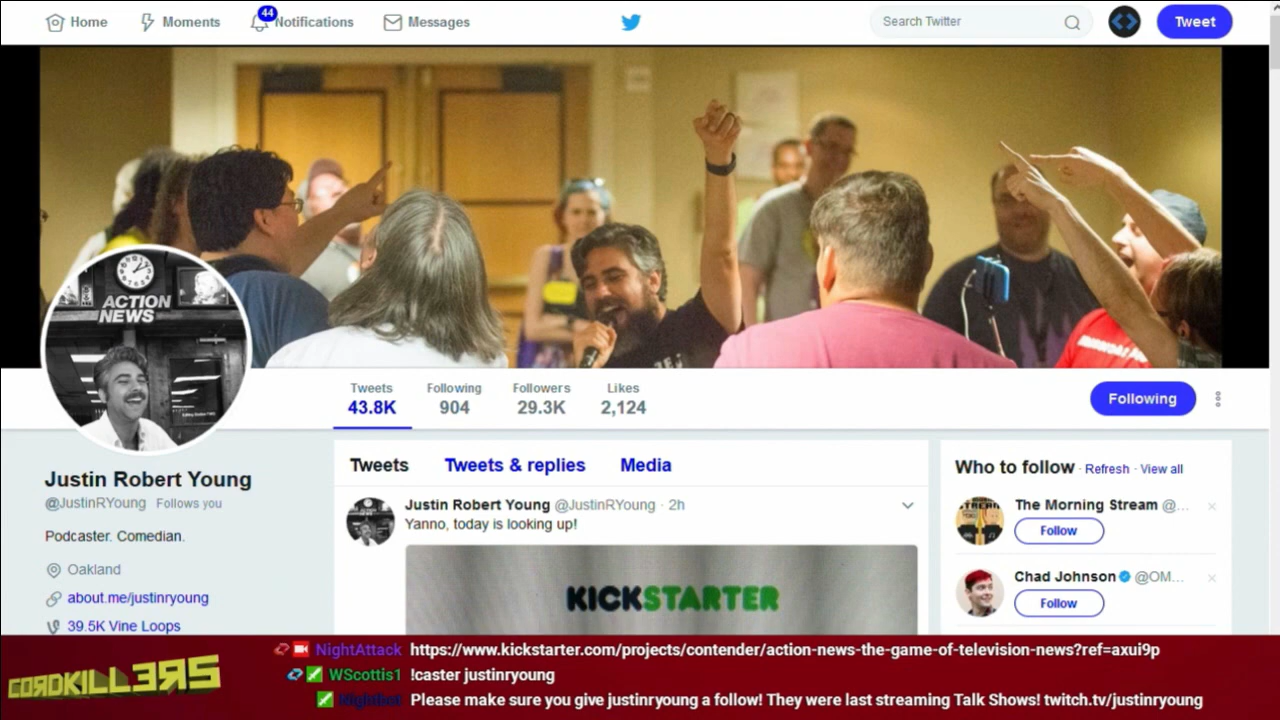 Home
Moments
44
Notifications
Messages
Search Twitter
Tweet
ACTION
NEWS
Tweets
43.8K
Following
904
Followers
29.3K
Likes
2,124
Following
Justin Robert Young
@JustinRYoung Follows you
Podcaster. Comedian.
Oakland
about.me/justinryoung
39.5K Vine Loops
Tweets
Tweets & replies
Media
Justin Robert Young @JustinRYoung · 2h
Yanno, today is looking up!
KICKSTARTER
Who to follow · Refresh · View all
The Morning Stream @...
Follow
Chad Johnson @OM...
Follow
CORDKILLERS
NightAttack https://www.kickstarter.com/projects/contender/action-news-the-game-of-television-news?ref=axui9p
WScottis1 !caster justinryoung
Nightbot Please make sure you give justinryoung a follow! They were last streaming Talk Shows! twitch.tv/justinryoung